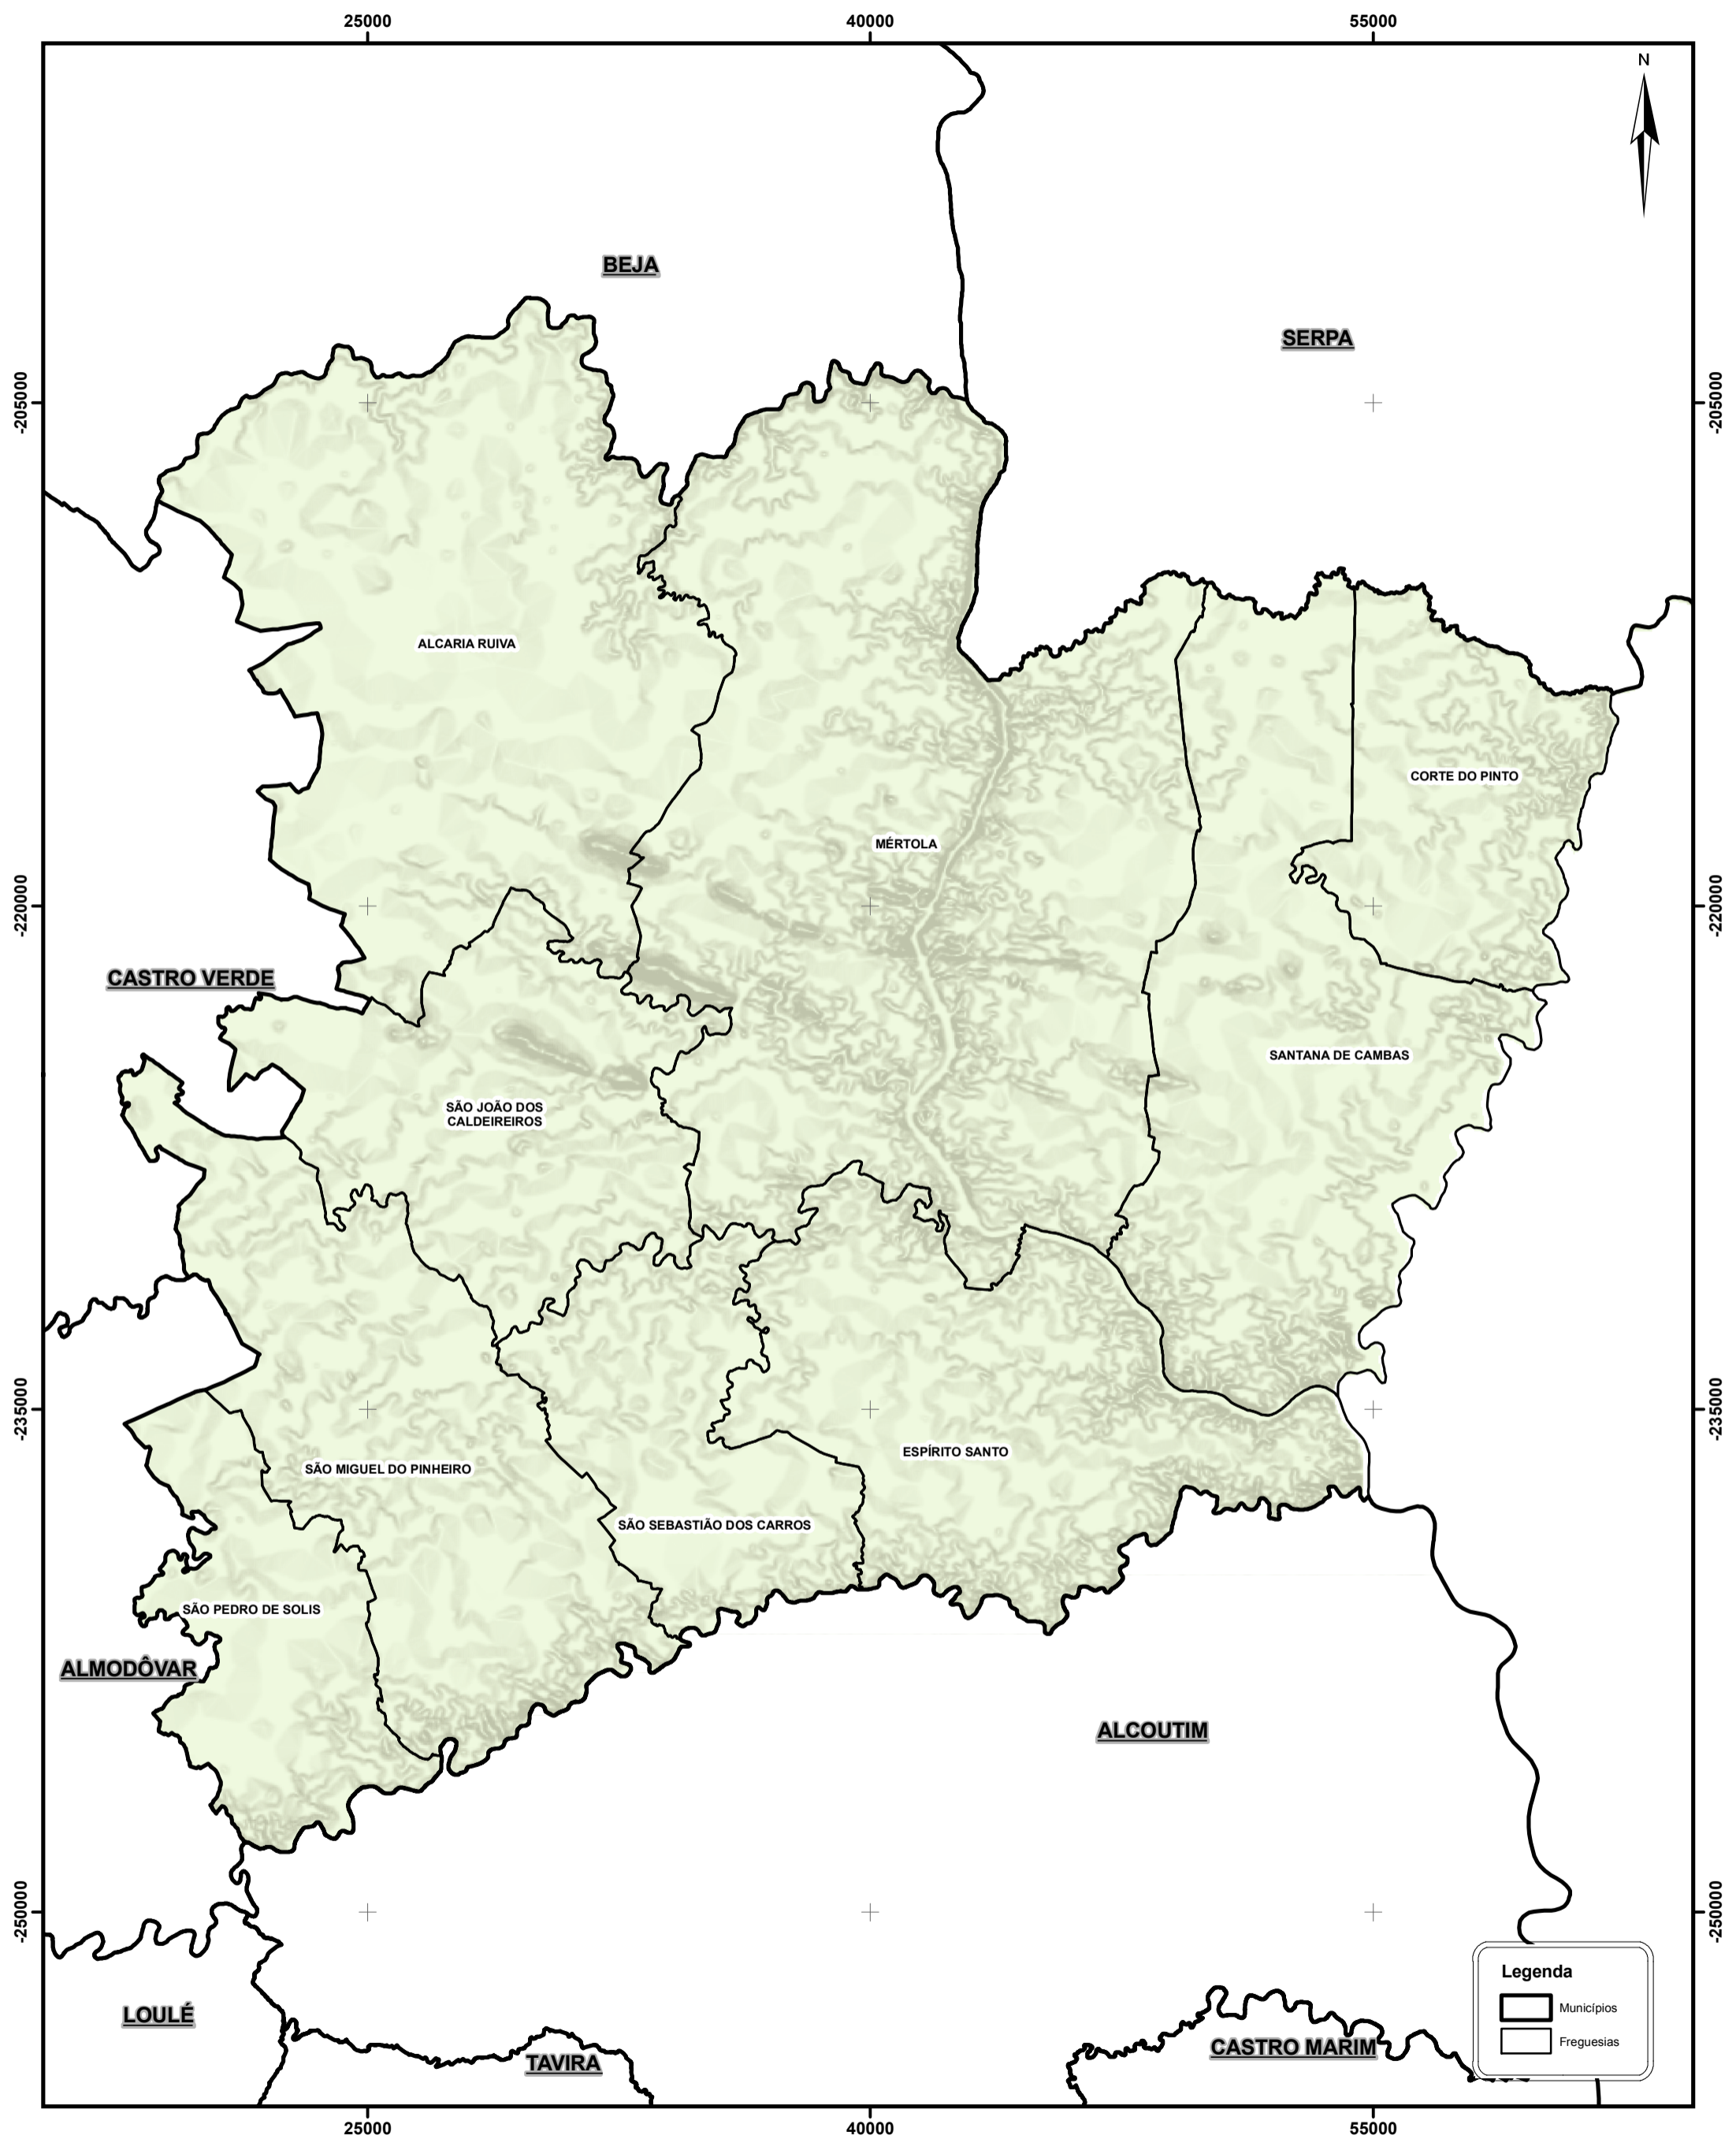 25000 40000 55000
N
BEJA
SERPA
-205000 -205000
ALCARIA RUIVA
CORTE DO PINTO
MÉRTOLA
-220000 -220000
CASTRO VERDE
SANTANA DE CAMBAS
SÃO JOÃO DOS
CALDEIREIROS
-235000 -235000
ESPÍRITO SANTO
SÃO MIGUEL DO PINHEIRO
SÃO SEBASTIÃO DOS CARROS
SÃO PEDRO DE SOLIS
ALMODÔVAR
ALCOUTIM
-250000 -250000
Legenda
Municípios
Freguesias
LOULÉ
CASTRO MARIM
TAVIRA
25000 40000 55000